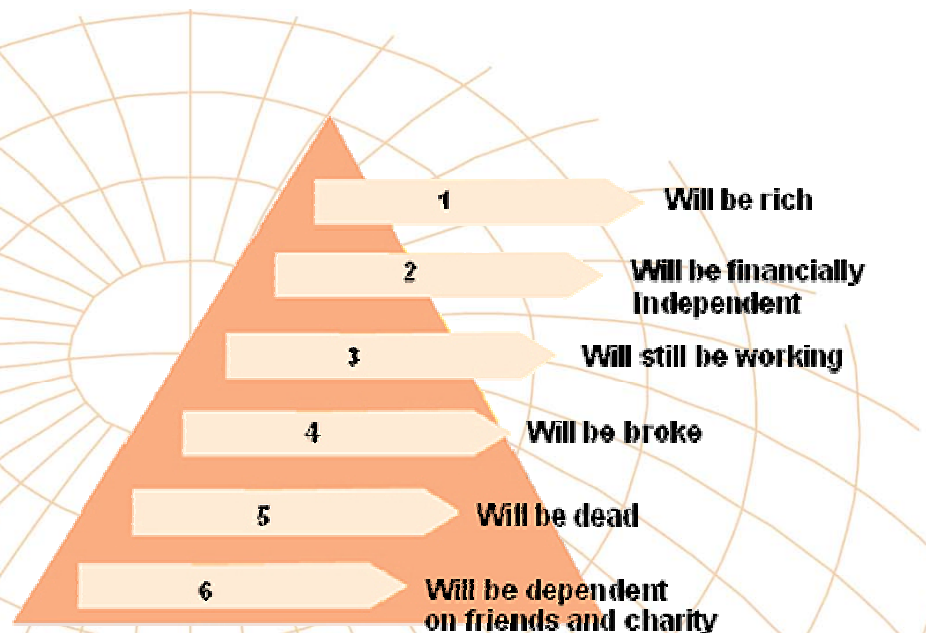 1 Will be rich
2 Will be financially
Independent
3 Will still be working
4 Will be broke
5 Will be dead
6 Will be dependent
on friends and charity